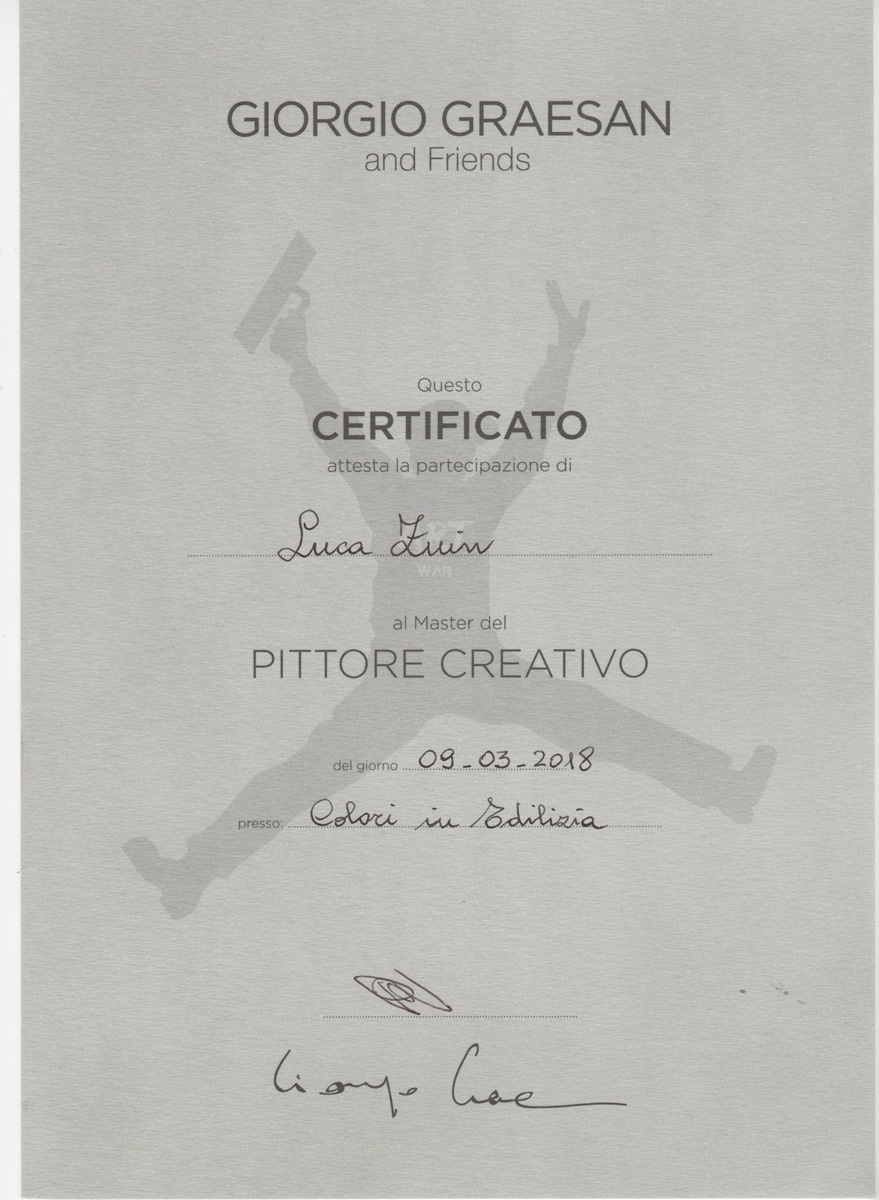 GIORGIO GRAESAN
and Friends
Questo
CERTIFICATO
attesta la partecipazione di
Luca Zuin
al Master del
PITTORE CREATIVO
del giorno 09-03-2018
presso: Colori in Edilizia